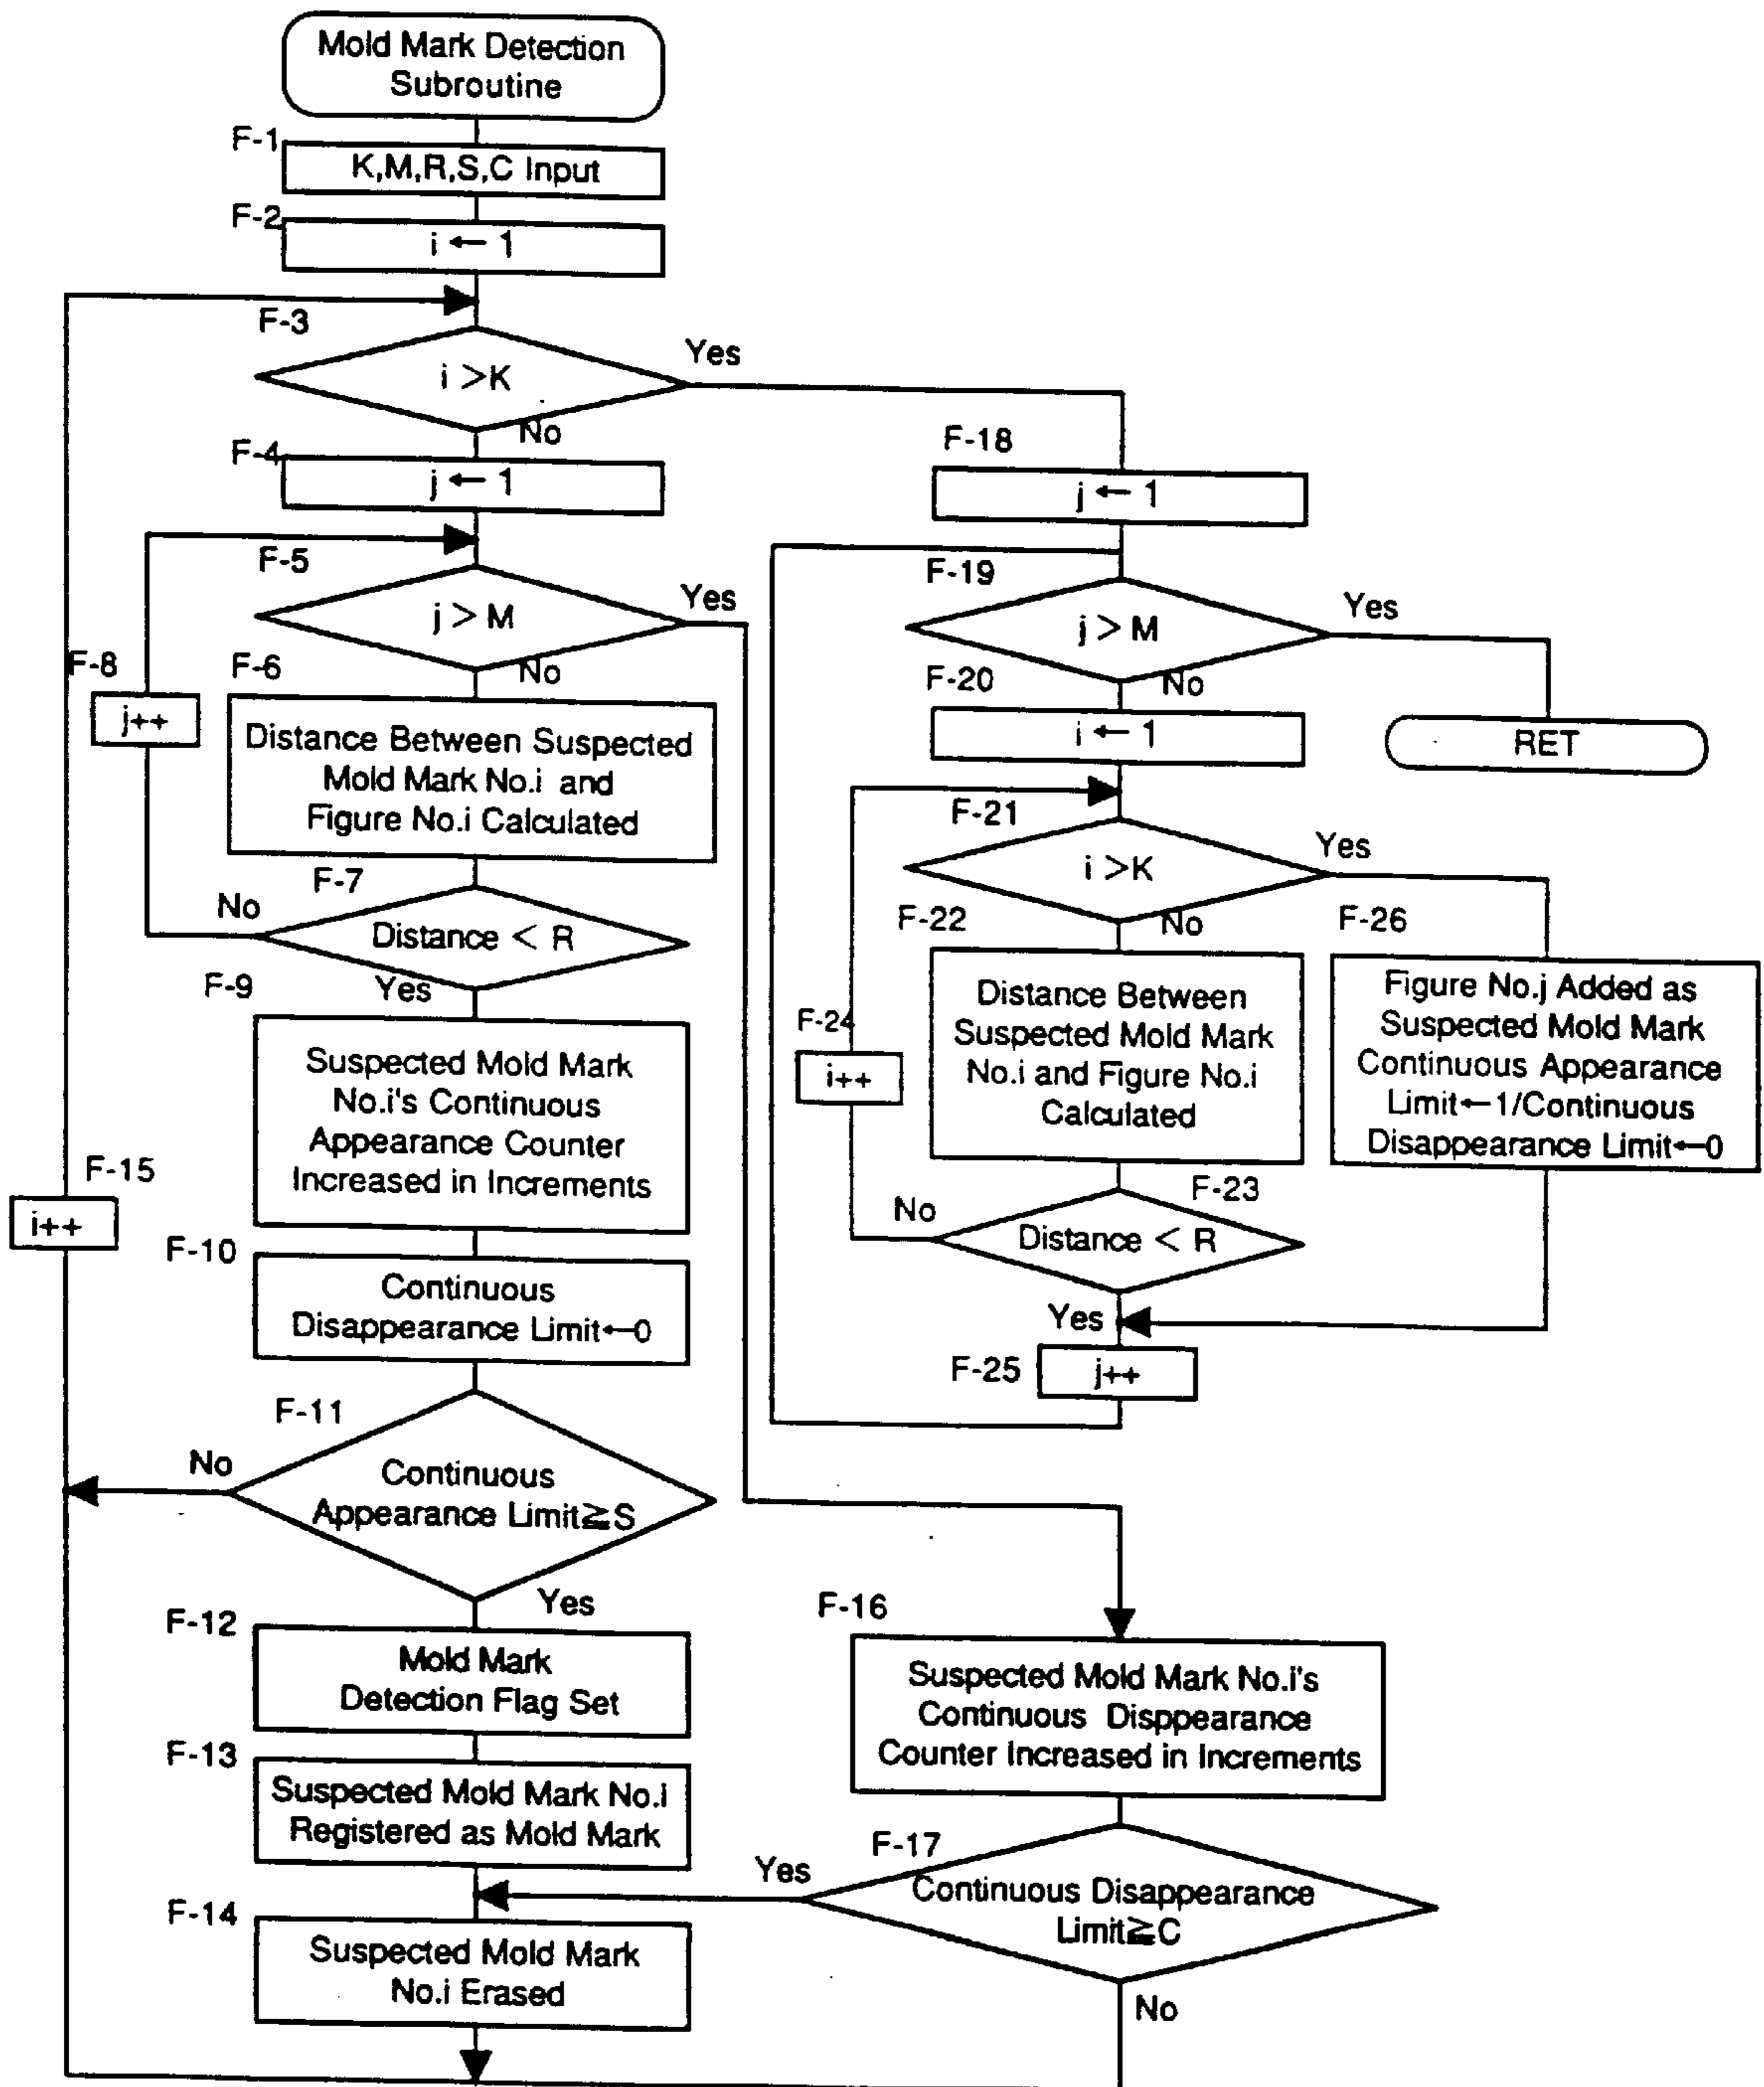 Mold Mark Detection
Subroutine
F-1
K,M,R,S,C Input
F-2
i ← 1
F-3
i >K
Yes
No
F-4
j ← 1
F-5
j > M
Yes
No
F-8
j++
F-6
Distance Between Suspected
Mold Mark No.i and
Figure No.i Calculated
F-7
No
Distance < R
Yes
F-9
Suspected Mold Mark
No.i's Continuous
Appearance Counter
Increased in Increments
F-15
i++
F-10
Continuous
Disappearance Limit←0
F-11
No
Continuous
Appearance Limit≧S
Yes
F-12
Mold Mark
Detection Flag Set
F-13
Suspected Mold Mark No.i
Registered as Mold Mark
F-14
Suspected Mold Mark
No.i Erased
F-18
j ← 1
F-19
j > M
Yes
No
RET
F-20
i ← 1
F-21
i >K
Yes
No
F-22
Distance Between
Suspected Mold Mark
No.i and Figure No.i
Calculated
F-24
i++
F-23
No
Distance < R
Yes
F-25
j++
F-26
Figure No.j Added as
Suspected Mold Mark
Continuous Appearance
Limit←1/Continuous
Disappearance Limit←0
F-16
Suspected Mold Mark No.i's
Continuous Disppearance
Counter Increased in Increments
F-17
Yes
Continuous Disappearance
Limit≧C
No